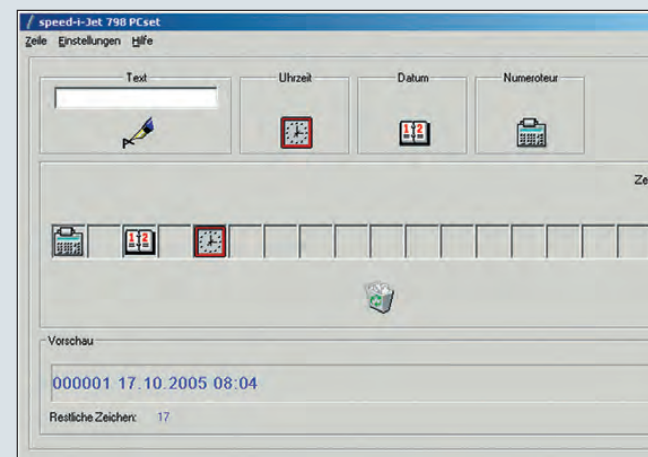 speed-i-Jet 798 PCset
Zeile Einstellungen Hilfe
Text Uhrzeit Datum Numeroteur
Ze
Vorschau
000001 17.10.2005 08:04
Restliche Zeichen: 17